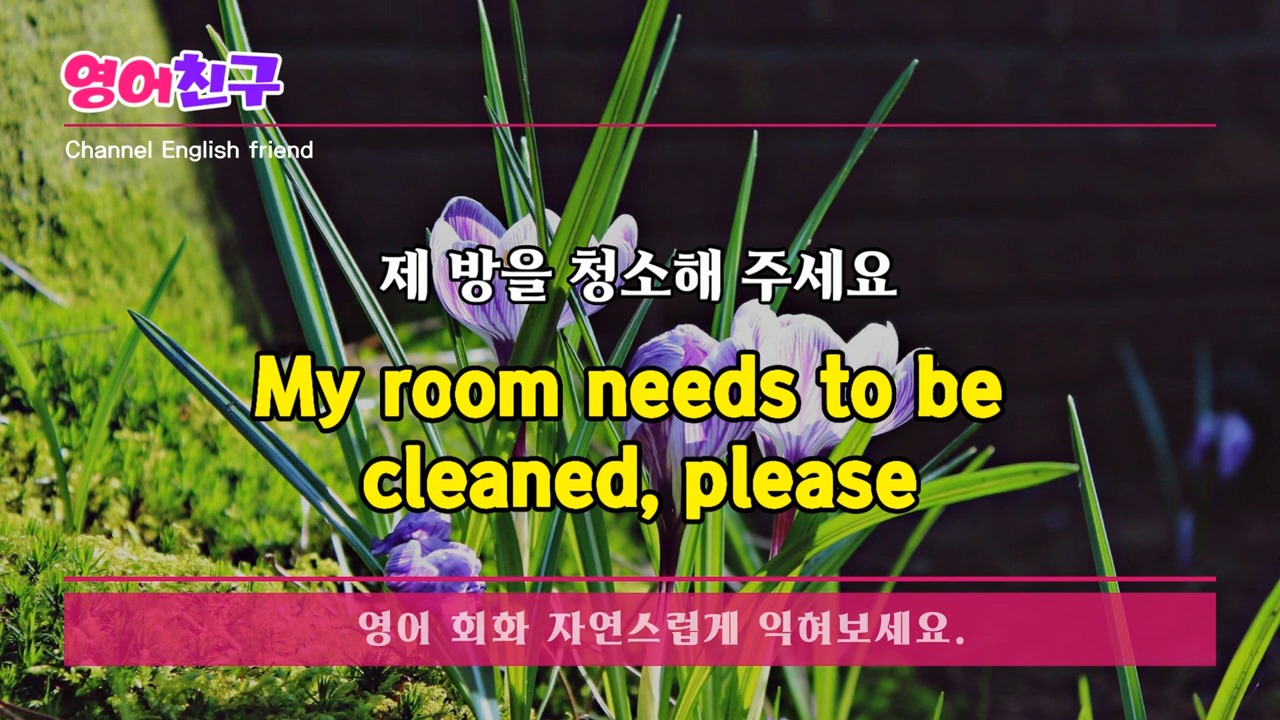 영어친구
Channel English friend
제 방을 청소해 주세요
My room needs to be
cleaned, please
영어 회화 자연스럽게 익혀보세요.